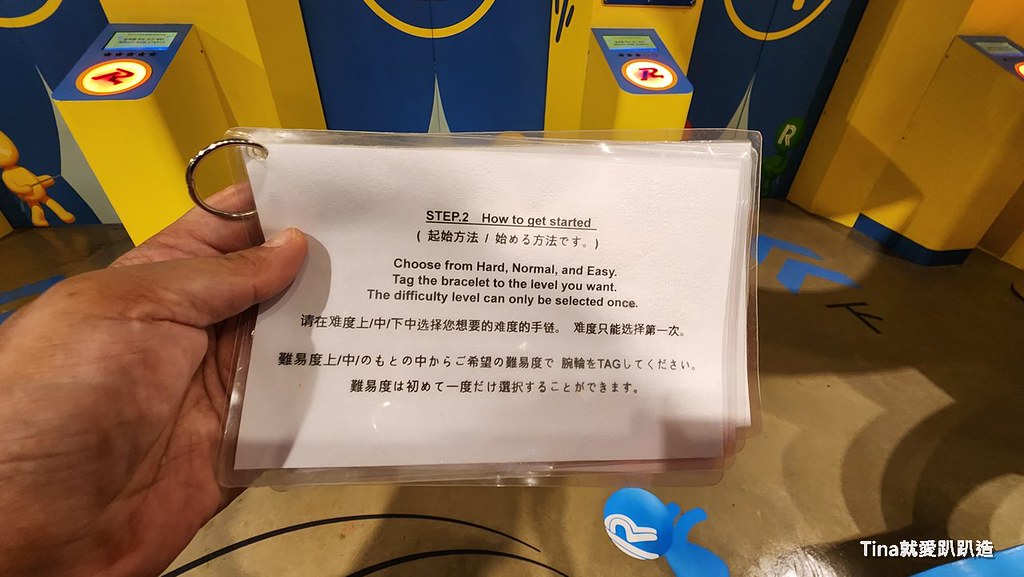 STEP.2 How to get started
( 起始方法 / 始める方法です。)
Choose from Hard, Normal, and Easy.
Tag the bracelet to the level you want.
The difficulty level can only be selected once.
请在难度上/中/下中选择您想要的难度的手链。 难度只能选择第一次。
難易度上/中/のもとの中からご希望の難易度で 腕輪をTAGしてください。
難易度は初めて一度だけ選択することができます。
R
Tina就愛趴趴造